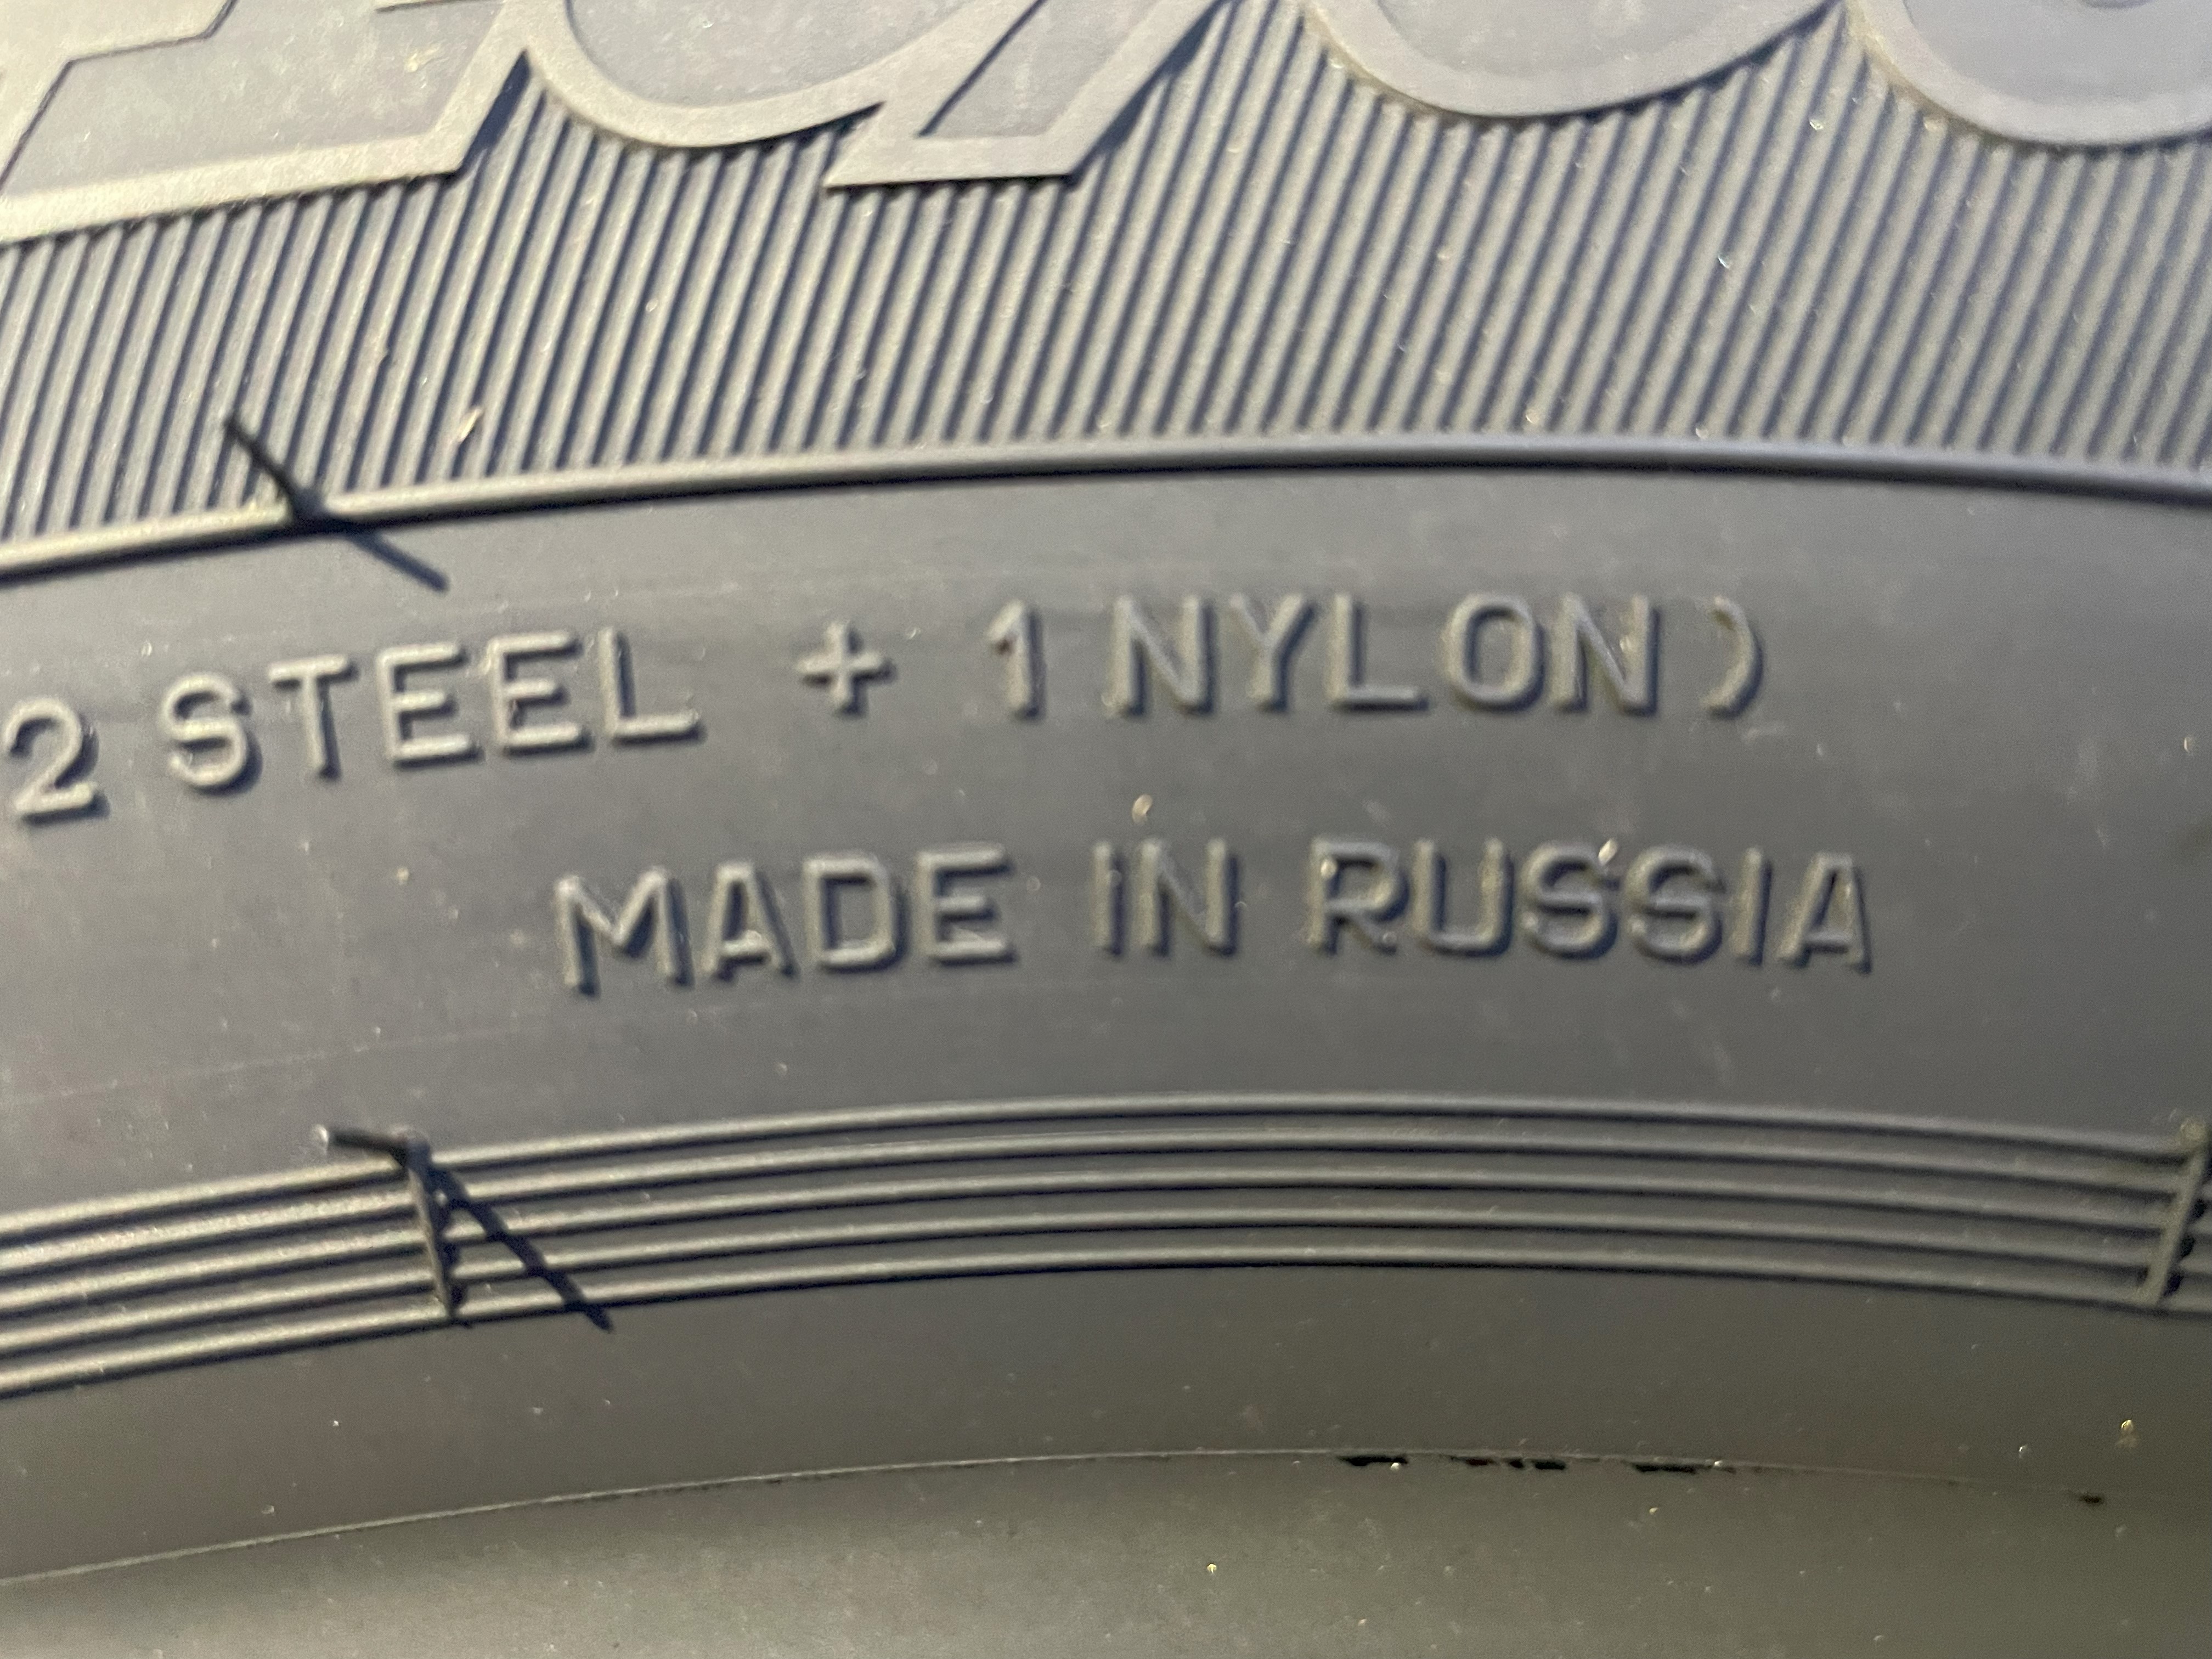 2 STEEL + 1 NYLON)
MADE IN RUSSIA